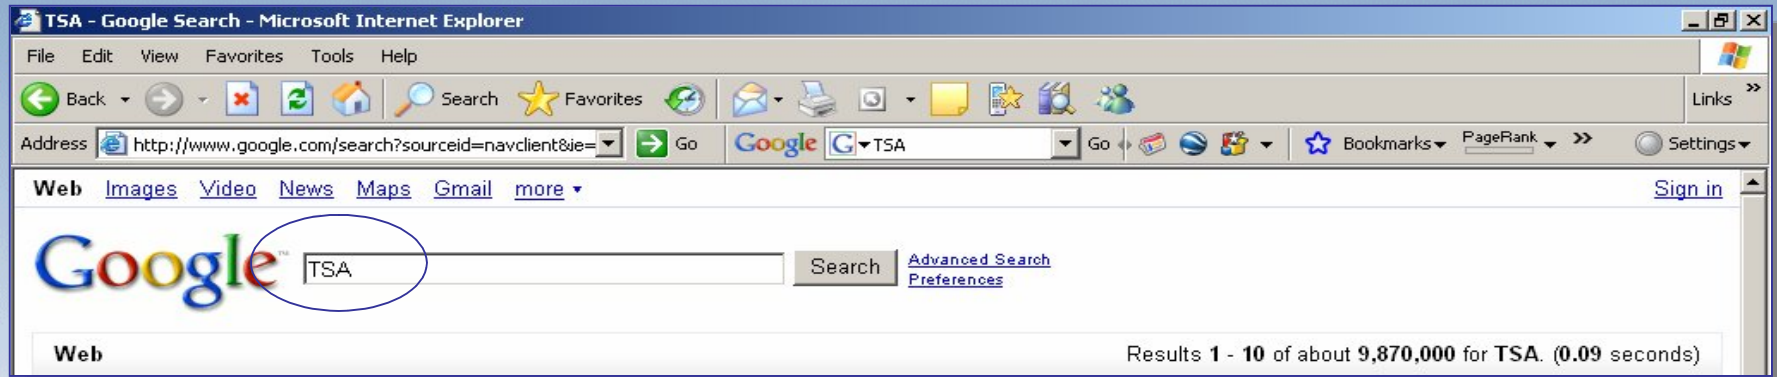 TSA - Google Search - Microsoft Internet Explorer
File Edit View Favorites Tools Help
Back Search Favorites Links »
Address http://www.google.com/search?sourceid=navclient&ie= Go Google G TSA Go Bookmarks PageRank » Settings
Web Images Video News Maps Gmail more Sign in
Google™ TSA Search Advanced Search
Preferences
Web Results 1 - 10 of about 9,870,000 for TSA. (0.09 seconds)